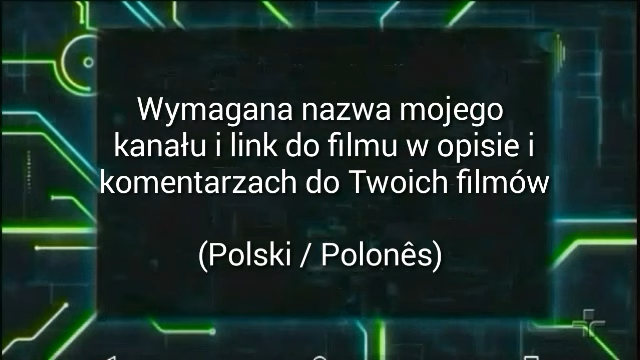 Wymagana nazwa mojego
kanału i link do filmu w opisie i
komentarzach do Twoich filmów
(Polski / Polonês)